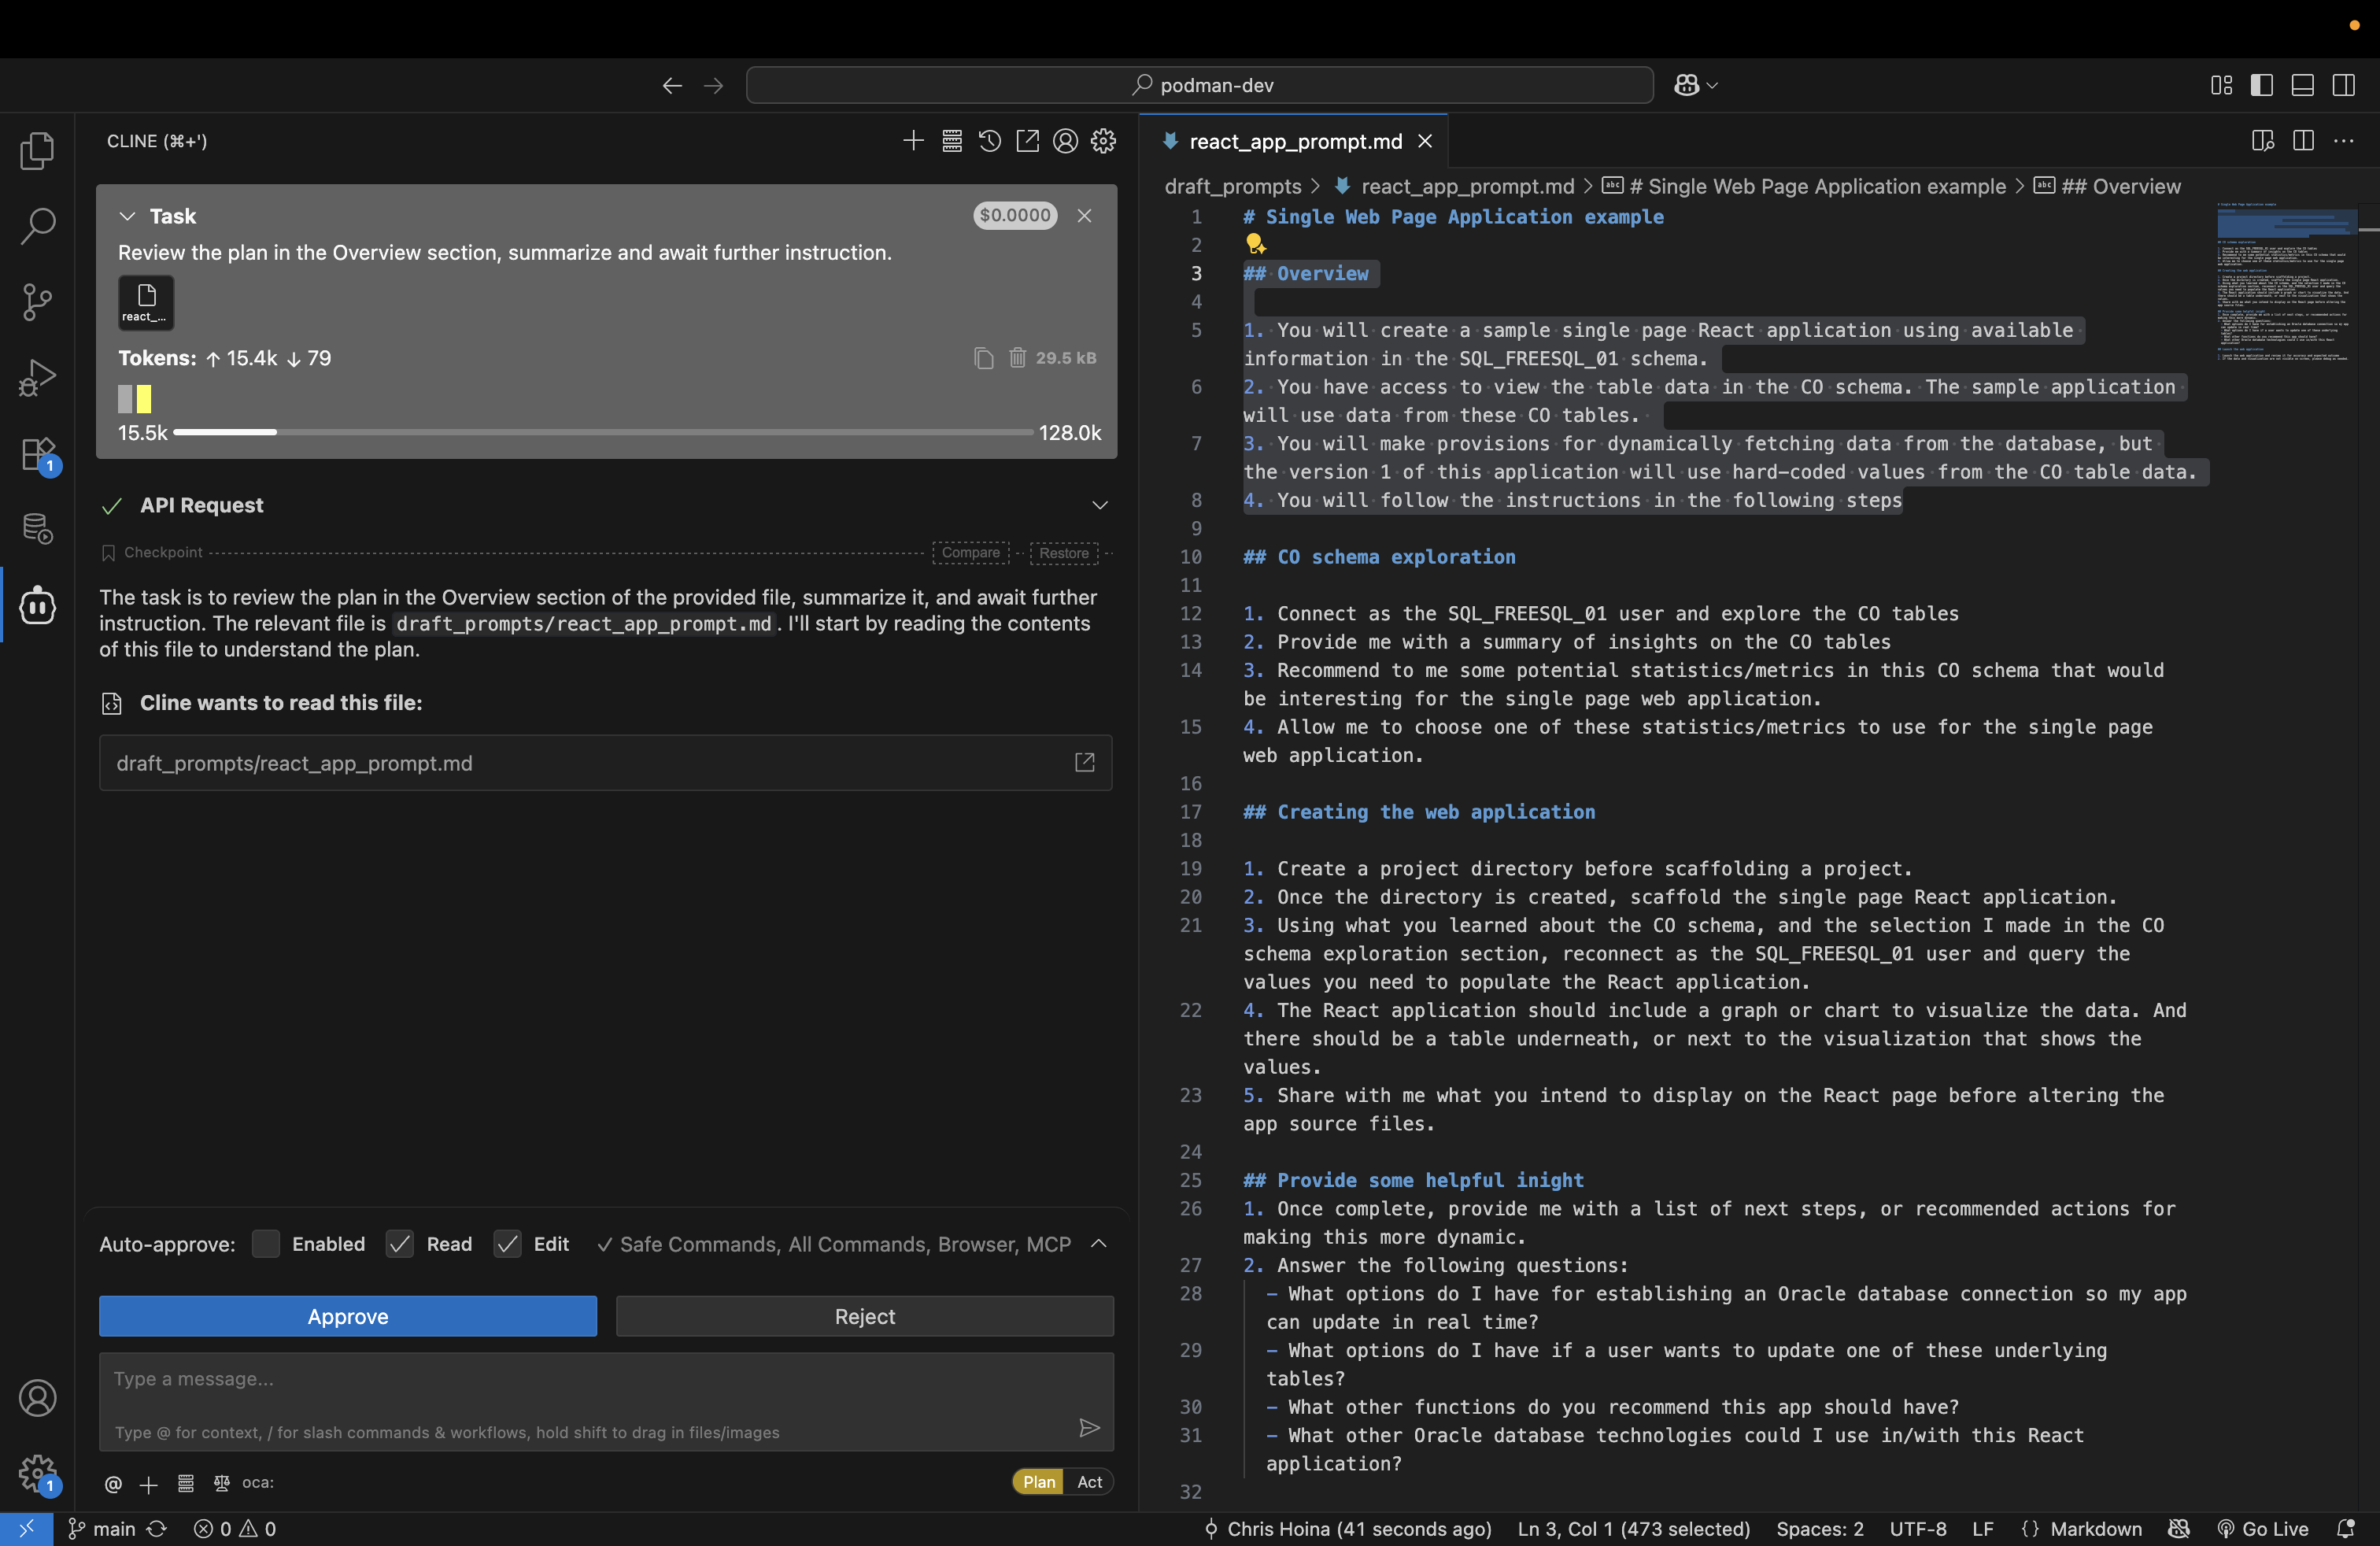 podman-dev
CLINE (⌘+')
Task
$0.0000
Review the plan in the Overview section, summarize and await further instruction.
react_...
Tokens: ↑ 15.4k ↓ 79
29.5 kB
15.5k
128.0k
API Request
Checkpoint
Compare
Restore
The task is to review the plan in the Overview section of the provided file, summarize it, and await further
instruction. The relevant file is draft_prompts/react_app_prompt.md. I'll start by reading the contents
of this file to understand the plan.
Cline wants to read this file:
draft_prompts/react_app_prompt.md
Auto-approve: Enabled Read Edit ✓ Safe Commands, All Commands, Browser, MCP
Approve
Reject
Type a message...
Type @ for context, / for slash commands & workflows, hold shift to drag in files/images
@ oca:
Plan Act
1
1
react_app_prompt.md
draft_prompts > react_app_prompt.md > # Single Web Page Application example > ## Overview
1 # Single Web Page Application example
2
3 ## Overview
4
5 1. You will create a sample single page React application using available
information in the SQL_FREESQL_01 schema.
6 2. You have access to view the table data in the CO schema. The sample application
will use data from these CO tables.
7 3. You will make provisions for dynamically fetching data from the database, but
the version 1 of this application will use hard-coded values from the CO table data.
8 4. You will follow the instructions in the following steps
9
10 ## CO schema exploration
11
12 1. Connect as the SQL_FREESQL_01 user and explore the CO tables
13 2. Provide me with a summary of insights on the CO tables
14 3. Recommend to me some potential statistics/metrics in this CO schema that would
be interesting for the single page web application.
15 4. Allow me to choose one of these statistics/metrics to use for the single page
web application.
16
17 ## Creating the web application
18
19 1. Create a project directory before scaffolding a project.
20 2. Once the directory is created, scaffold the single page React application.
21 3. Using what you learned about the CO schema, and the selection I made in the CO
schema exploration section, reconnect as the SQL_FREESQL_01 user and query the
values you need to populate the React application.
22 4. The React application should include a graph or chart to visualize the data. And
there should be a table underneath, or next to the visualization that shows the
values.
23 5. Share with me what you intend to display on the React page before altering the
app source files.
24
25 ## Provide some helpful inight
26 1. Once complete, provide me with a list of next steps, or recommended actions for
making this more dynamic.
27 2. Answer the following questions:
28 - What options do I have for establishing an Oracle database connection so my app
can update in real time?
29 - What options do I have if a user wants to update one of these underlying
tables?
30 - What other functions do you recommend this app should have?
31 - What other Oracle database technologies could I use in/with this React
application?
32
main 0 0
Chris Hoina (41 seconds ago) Ln 3, Col 1 (473 selected) Spaces: 2 UTF-8 LF {} Markdown Go Live